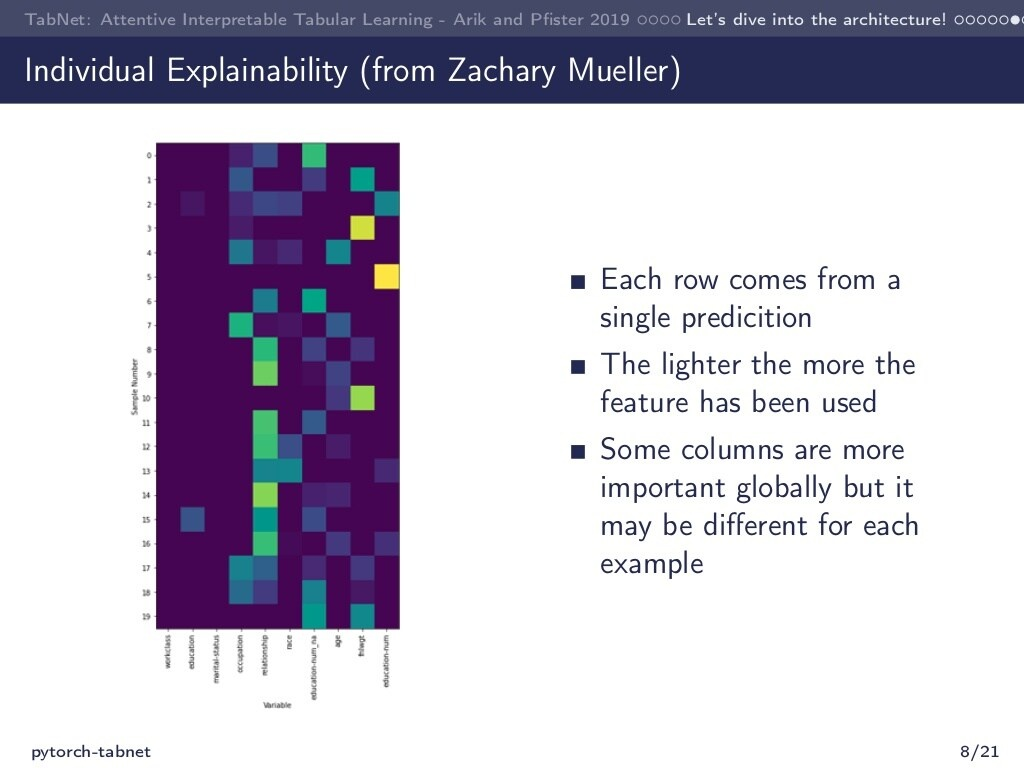 TabNet: Attentive Interpretable Tabular Learning - Arik and Pfister 2019 Let's dive into the architecture!
Individual Explainability (from Zachary Mueller)
Each row comes from a
single predicition
The lighter the more the
feature has been used
Some columns are more
important globally but it
may be different for each
example
Sample Number
0
1
2
3
4
5
6
7
8
9
10
11
12
13
14
15
16
17
18
19
workclass
education
marital-status
occupation
relationship
race
education-num_na
age
fnlwgt
education-num
Variable
pytorch-tabnet
8/21